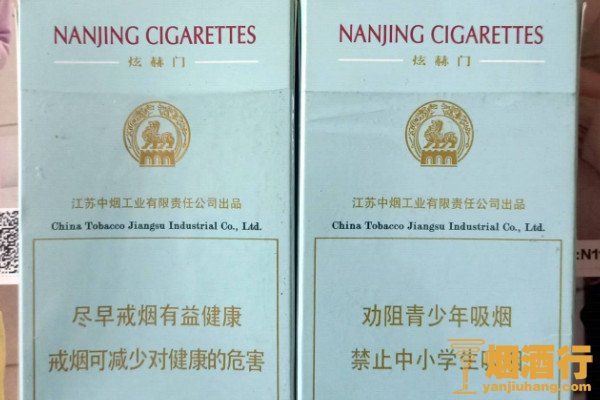 NANJING CIGARETTES
炫赫门
江苏中烟工业有限责任公司出品
China Tobacco Jiangsu Industrial Co., Ltd.
尽早戒烟有益健康
戒烟可减少对健康的危害
NANJING CIGARETTES
炫赫门
江苏中烟工业有限责任公司出品
China Tobacco Jiangsu Industrial Co., Ltd.
劝阻青少年吸烟
禁止中小学生吸
:N1
烟酒行
yanjiuhang.com